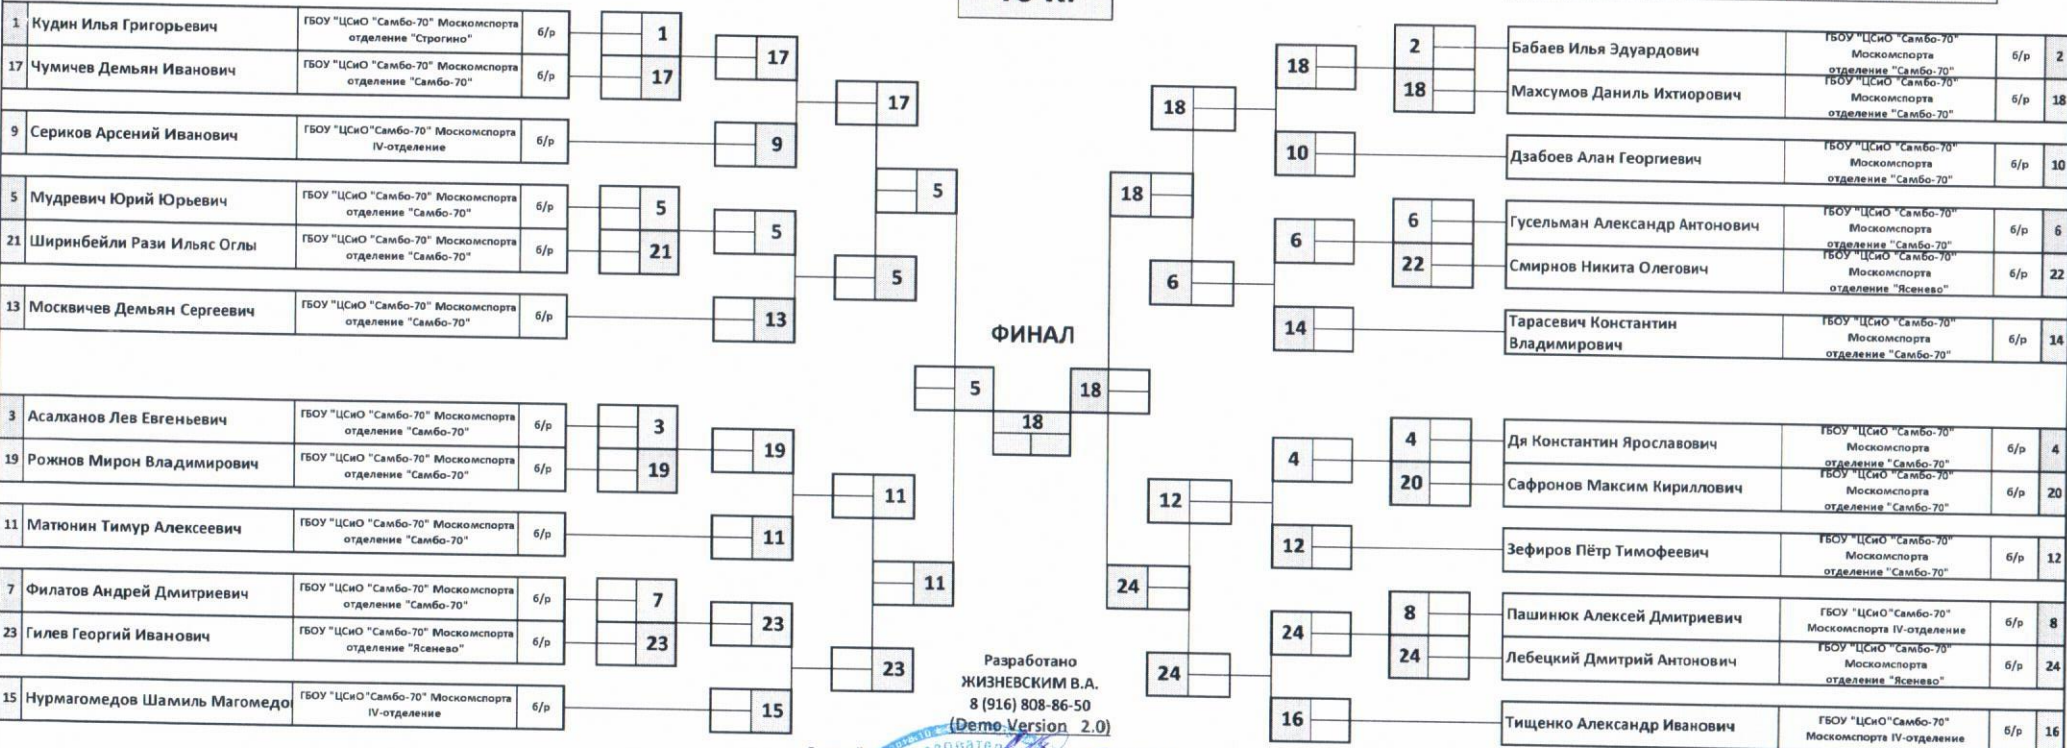 1 Кудин Илья Григорьевич ГБОУ "ЦСиО "Самбо-70" Москомспорта отделение "Строгино" б/р
17 Чумичев Демьян Иванович ГБОУ "ЦСиО "Самбо-70" Москомспорта отделение "Самбо-70" б/р
9 Сериков Арсений Иванович ГБОУ "ЦСиО"Самбо-70" Москомспорта IV-отделение б/р
5 Мудревич Юрий Юрьевич ГБОУ "ЦСиО "Самбо-70" Москомспорта отделение "Самбо-70" б/р
21 Ширинбейли Рази Ильяс Оглы ГБОУ "ЦСиО "Самбо-70" Москомспорта отделение "Самбо-70" б/р
13 Москвичев Демьян Сергеевич ГБОУ "ЦСиО "Самбо-70" Москомспорта отделение "Самбо-70" б/р
3 Асалханов Лев Евгеньевич ГБОУ "ЦСиО "Самбо-70" Москомспорта отделение "Самбо-70" б/р
19 Рожнов Мирон Владимирович ГБОУ "ЦСиО "Самбо-70" Москомспорта отделение "Самбо-70" б/р
11 Матюнин Тимур Алексеевич ГБОУ "ЦСиО "Самбо-70" Москомспорта отделение "Самбо-70" б/р
7 Филатов Андрей Дмитриевич ГБОУ "ЦСиО "Самбо-70" Москомспорта отделение "Самбо-70" б/р
23 Гилев Георгий Иванович ГБОУ "ЦСиО "Самбо-70" Москомспорта отделение "Ясенево" б/р
15 Нурмагомедов Шамиль Магомедо ГБОУ "ЦСиО"Самбо-70" Москомспорта IV-отделение б/р
1
17
5
21
3
19
7
23
17
9
5
13
19
11
23
15
17
5
11
23
5
11
ФИНАЛ
5
18
18
18
24
18
6
12
24
18
10
6
14
4
12
24
16
2
18
6
22
4
20
8
24
Бабаев Илья Эдуардович ГБОУ "ЦСиО "Самбо-70" Москомспорта отделение "Самбо-70" б/р 2
Махсумов Даниль Ихтиорович ГБОУ "ЦСиО "Самбо-70" Москомспорта отделение "Самбо-70" б/р 18
Дзабоев Алан Георгиевич ГБОУ "ЦСиО "Самбо-70" Москомспорта отделение "Самбо-70" б/р 10
Гусельман Александр Антонович ГБОУ "ЦСиО "Самбо-70" Москомспорта отделение "Самбо-70" б/р 6
Смирнов Никита Олегович ГБОУ "ЦСиО "Самбо-70" Москомспорта отделение "Ясенево" б/р 22
Тарасевич Константин Владимирович ГБОУ "ЦСиО "Самбо-70" Москомспорта отделение "Самбо-70" б/р 14
Дя Константин Ярославович ГБОУ "ЦСиО "Самбо-70" Москомспорта отделение "Самбо-70" б/р 4
Сафронов Максим Кириллович ГБОУ "ЦСиО "Самбо-70" Москомспорта отделение "Самбо-70" б/р 20
Зефиров Пётр Тимофеевич ГБОУ "ЦСиО "Самбо-70" Москомспорта отделение "Самбо-70" б/р 12
Пашинюк Алексей Дмитриевич ГБОУ "ЦСиО"Самбо-70" Москомспорта IV-отделение б/р 8
Лебецкий Дмитрий Антонович ГБОУ "ЦСиО "Самбо-70" Москомспорта отделение "Ясенево" б/р 24
Тищенко Александр Иванович ГБОУ "ЦСиО"Самбо-70" Москомспорта IV-отделение б/р 16
Разработано
ЖИЗНЕВСКИМ В.А.
8 (916) 808-86-50
(Demo Version 2.0)